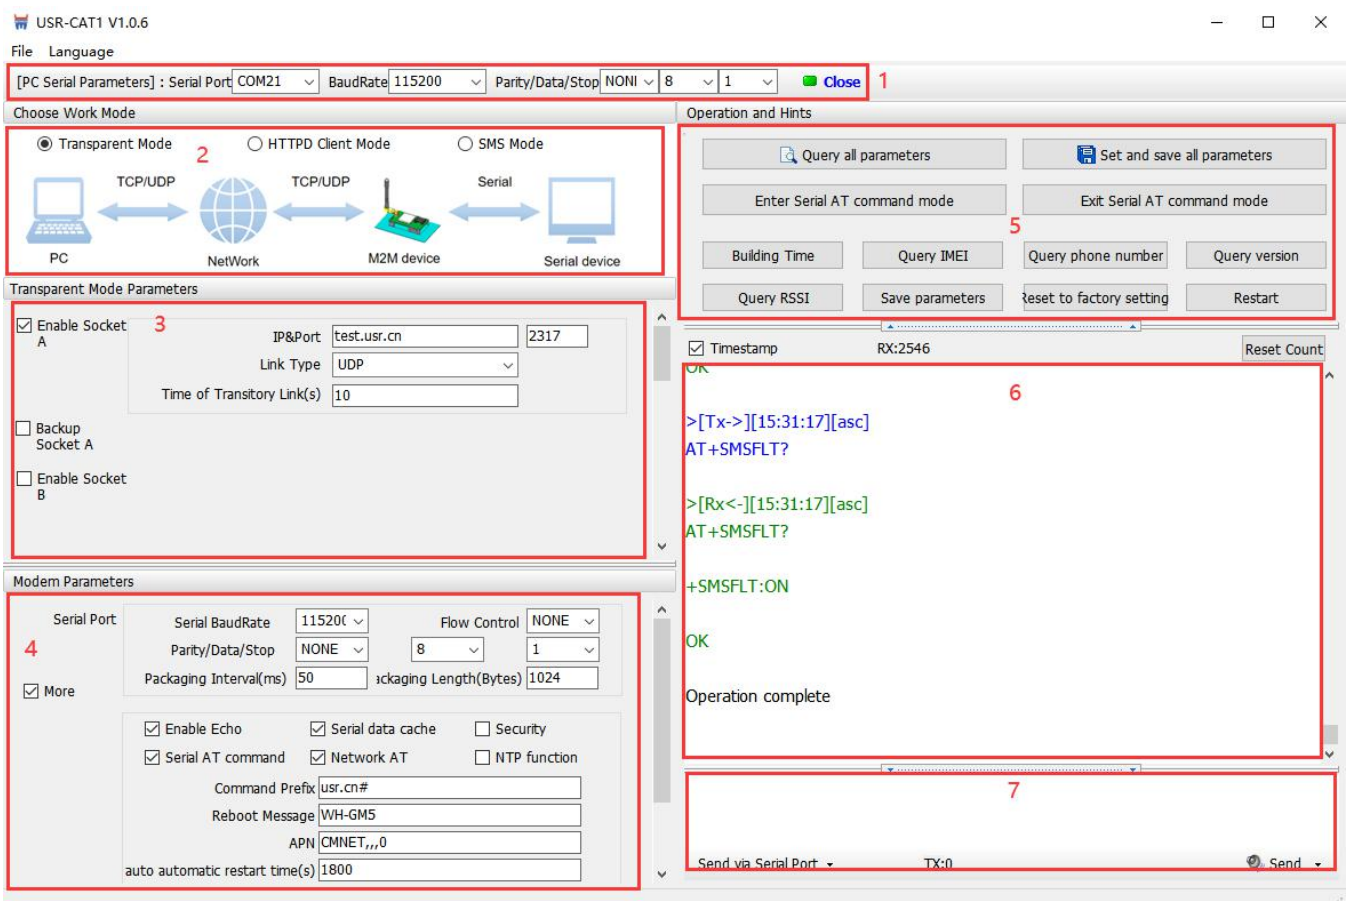 USR-CAT1 V1.0.6
File Language
[PC Serial Parameters] : Serial Port COM21 BaudRate 115200 Parity/Data/Stop NONI 8 1 Close 1
Choose Work Mode
Transparent Mode HTTPD Client Mode SMS Mode
2
TCP/UDP TCP/UDP Serial
PC NetWork M2M device Serial device
Transparent Mode Parameters
Enable Socket A
3
IP&Port test.usr.cn 2317
Link Type UDP
Time of Transitory Link(s) 10
Backup Socket A
Enable Socket B
Modem Parameters
Serial Port
4
Serial BaudRate 11520( Flow Control NONE
Parity/Data/Stop NONE 8 1
Packaging Interval(ms) 50 ackaging Length(Bytes) 1024
More
Enable Echo Serial data cache Security
Serial AT command Network AT NTP function
Command Prefix usr.cn#
Reboot Message WH-GM5
APN CMNET,,,0
auto automatic restart time(s) 1800
Operation and Hints
Query all parameters Set and save all parameters
Enter Serial AT command mode Exit Serial AT command mode
5
Building Time Query IMEI Query phone number Query version
Query RSSI Save parameters Reset to factory setting Restart
Timestamp RX:2546 Reset Count
OK
6
>[Tx->][15:31:17][asc]
AT+SMSFLT?
>[Rx<-][15:31:17][asc]
AT+SMSFLT?
+SMSFLT:ON
OK
Operation complete
7
Send via Serial Port TX:0 Send